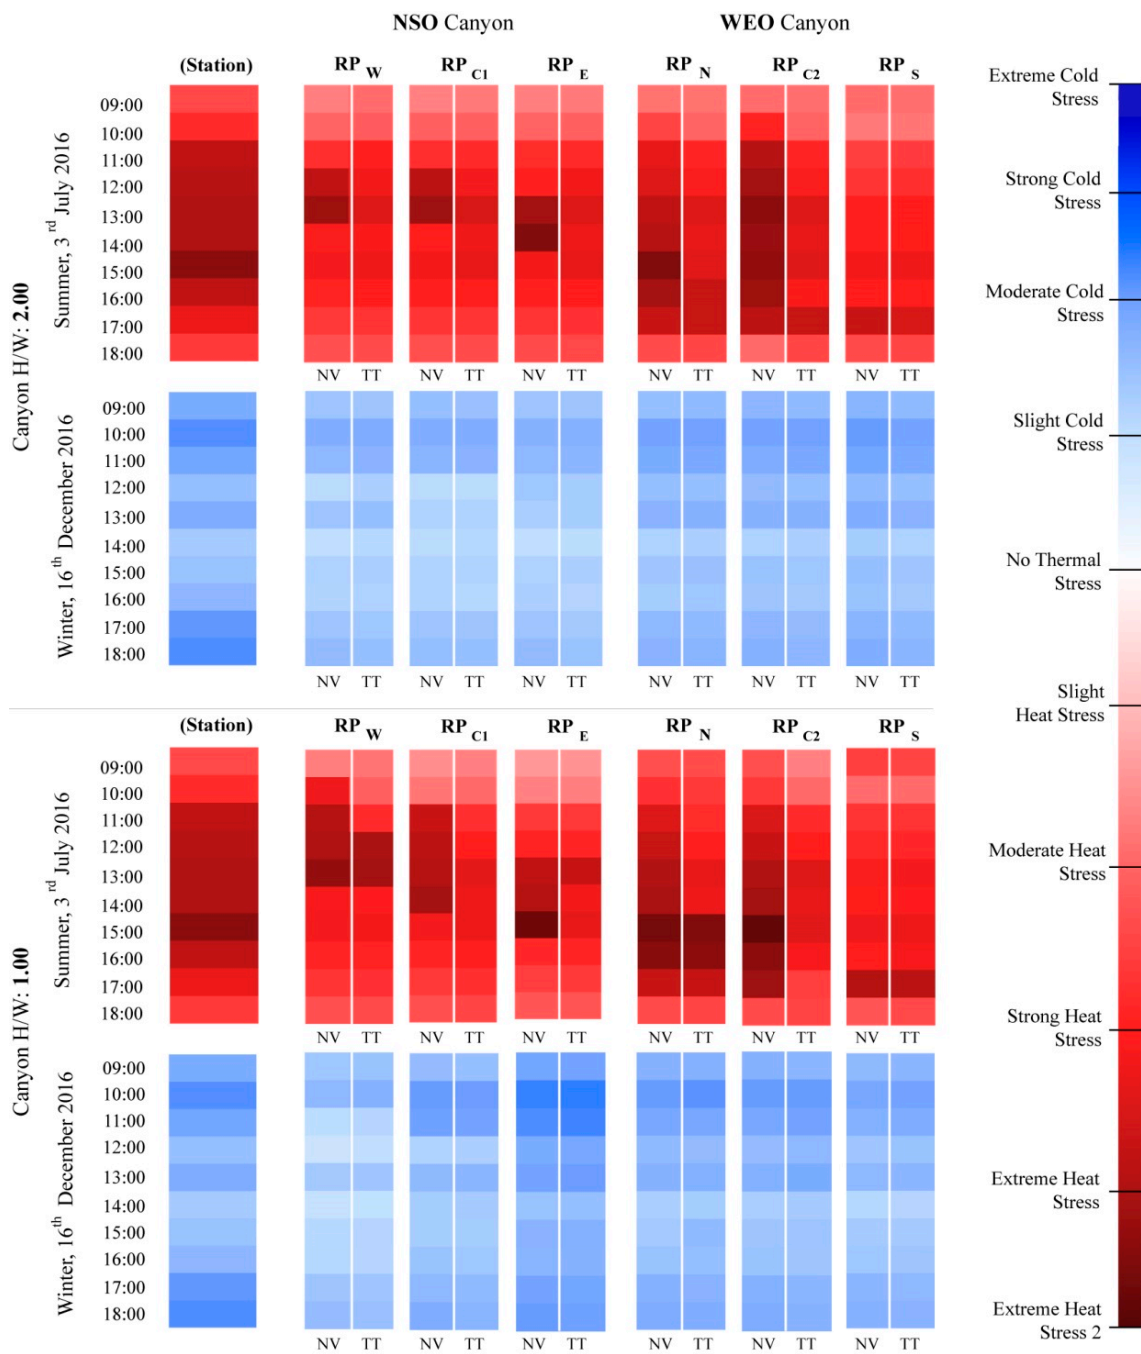 NSO Canyon
WEO Canyon
(Station)
RP W
RP C1
RP E
RP N
RP C2
RP S
Canyon H/W: 2.00
Summer, 3rd July 2016
09:00
10:00
11:00
12:00
13:00
14:00
15:00
16:00
17:00
18:00
NV TT NV TT NV TT NV TT NV TT NV TT
Winter, 16th December 2016
09:00
10:00
11:00
12:00
13:00
14:00
15:00
16:00
17:00
18:00
NV TT NV TT NV TT NV TT NV TT NV TT
(Station)
RP W
RP C1
RP E
RP N
RP C2
RP S
Canyon H/W: 1.00
Summer, 3rd July 2016
09:00
10:00
11:00
12:00
13:00
14:00
15:00
16:00
17:00
18:00
NV TT NV TT NV TT NV TT NV TT NV TT
Winter, 16th December 2016
09:00
10:00
11:00
12:00
13:00
14:00
15:00
16:00
17:00
18:00
NV TT NV TT NV TT NV TT NV TT NV TT
Extreme Cold
Stress
Strong Cold
Stress
Moderate Cold
Stress
Slight Cold
Stress
No Thermal
Stress
Slight
Heat Stress
Moderate Heat
Stress
Strong Heat
Stress
Extreme Heat
Stress
Extreme Heat
Stress 2